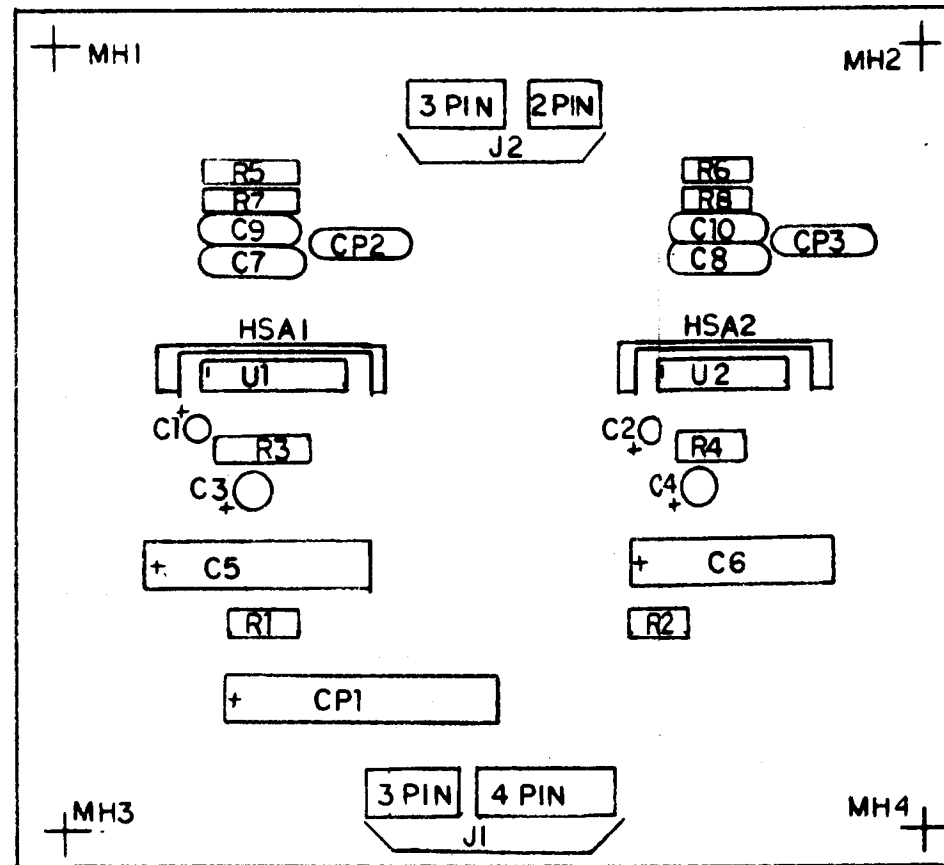 MH1
MH2
3 PIN 2 PIN
J2
R5
R6
R7
R8
C9
C10
CP2
CP3
C7
C8
HSA1
HSA2
U1
U2
+
C1
C2
+
R3
R4
C3
+
C4
+
+ C5
+ C6
R1
R2
+ CP1
3 PIN 4 PIN
J1
MH3
MH4